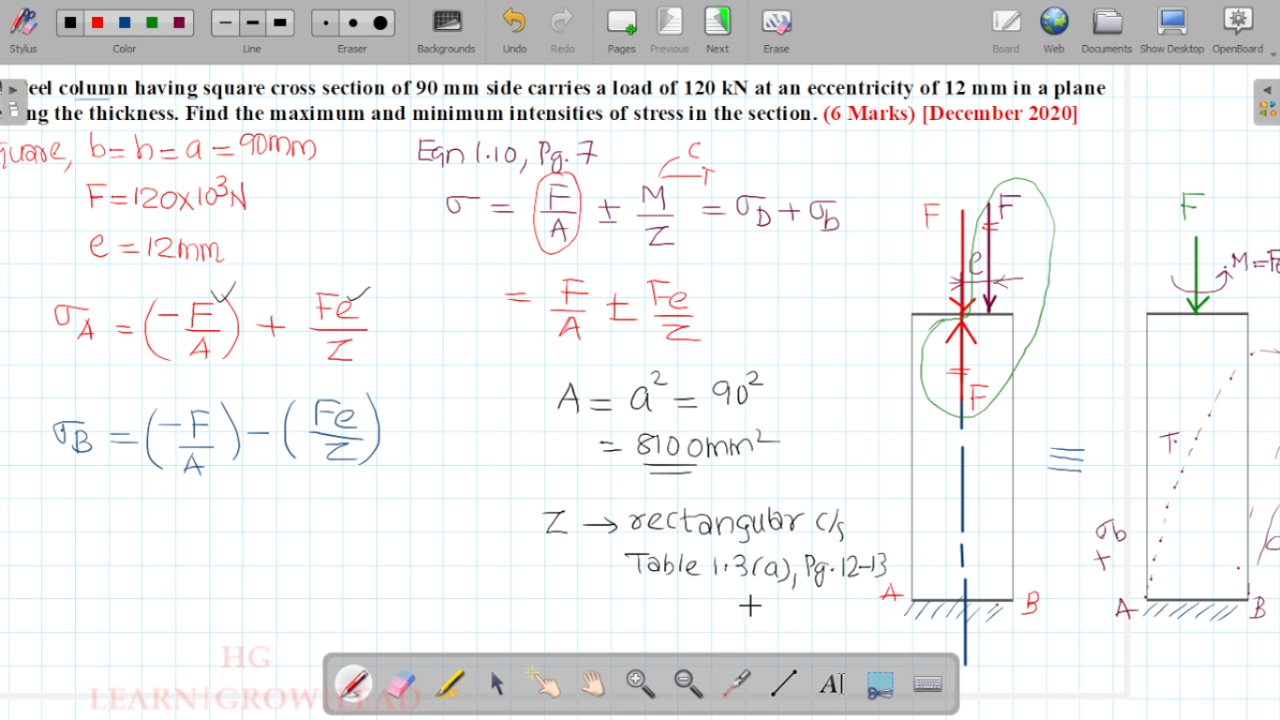 Stylus Color Line Eraser Backgrounds Undo Redo Pages Previous Next Erase Board Web Documents Show Desktop OpenBoard
eel column having square cross section of 90 mm side carries a load of 120 kN at an eccentricity of 12 mm in a plane
ng the thickness. Find the maximum and minimum intensities of stress in the section. (6 Marks) [December 2020]
quare, b = h = a = 90mm
F = 120x10³N
e = 12mm
σA = (-F/A) + Fe/Z
σB = (-F/A) - (Fe/Z)
Eqn 1.10, Pg. 7
C
T
σ = F/A ± M/Z = σD + σb
= F/A ± Fe/Z
A = a² = 90²
= 8100mm²
Z → rectangular c/s
Table 1.3(a), Pg. 12-13
F F
e
F
A B
≡
F
M=F
T
σb
+
A B
HG
LEARN|GROW|LEAD